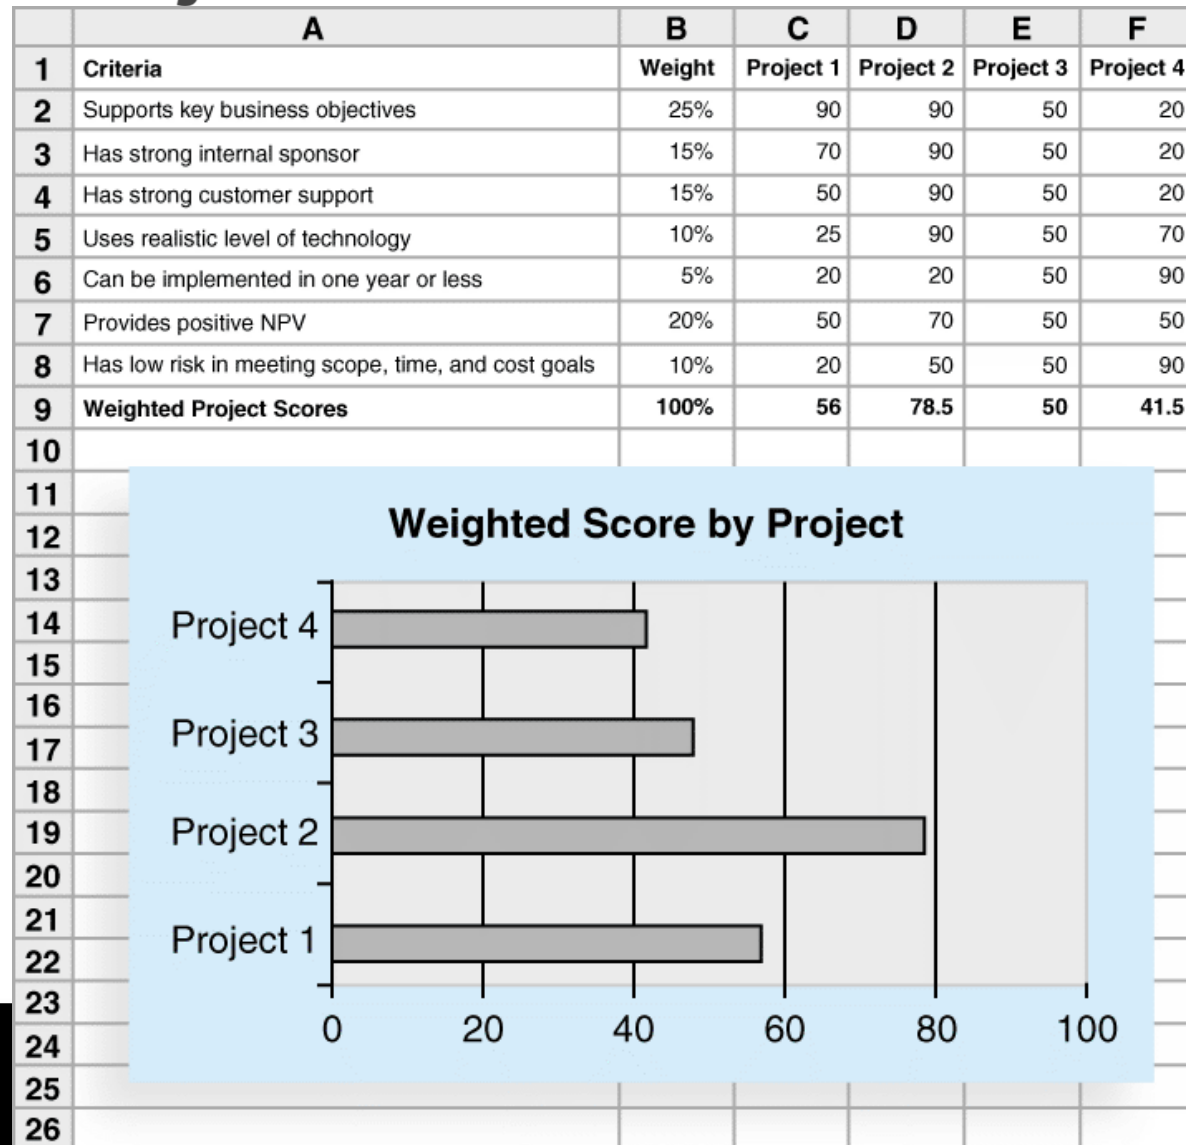 A B C D E F
1 Criteria Weight Project 1 Project 2 Project 3 Project 4
2 Supports key business objectives 25% 90 90 50 20
3 Has strong internal sponsor 15% 70 90 50 20
4 Has strong customer support 15% 50 90 50 20
5 Uses realistic level of technology 10% 25 90 50 70
6 Can be implemented in one year or less 5% 20 20 50 90
7 Provides positive NPV 20% 50 70 50 50
8 Has low risk in meeting scope, time, and cost goals 10% 20 50 50 90
9 Weighted Project Scores 100% 56 78.5 50 41.5
10
11
12
13
14
15
16
17
18
19
20
21
22
23
24
25
26
Weighted Score by Project
Project 4
Project 3
Project 2
Project 1
0 20 40 60 80 100